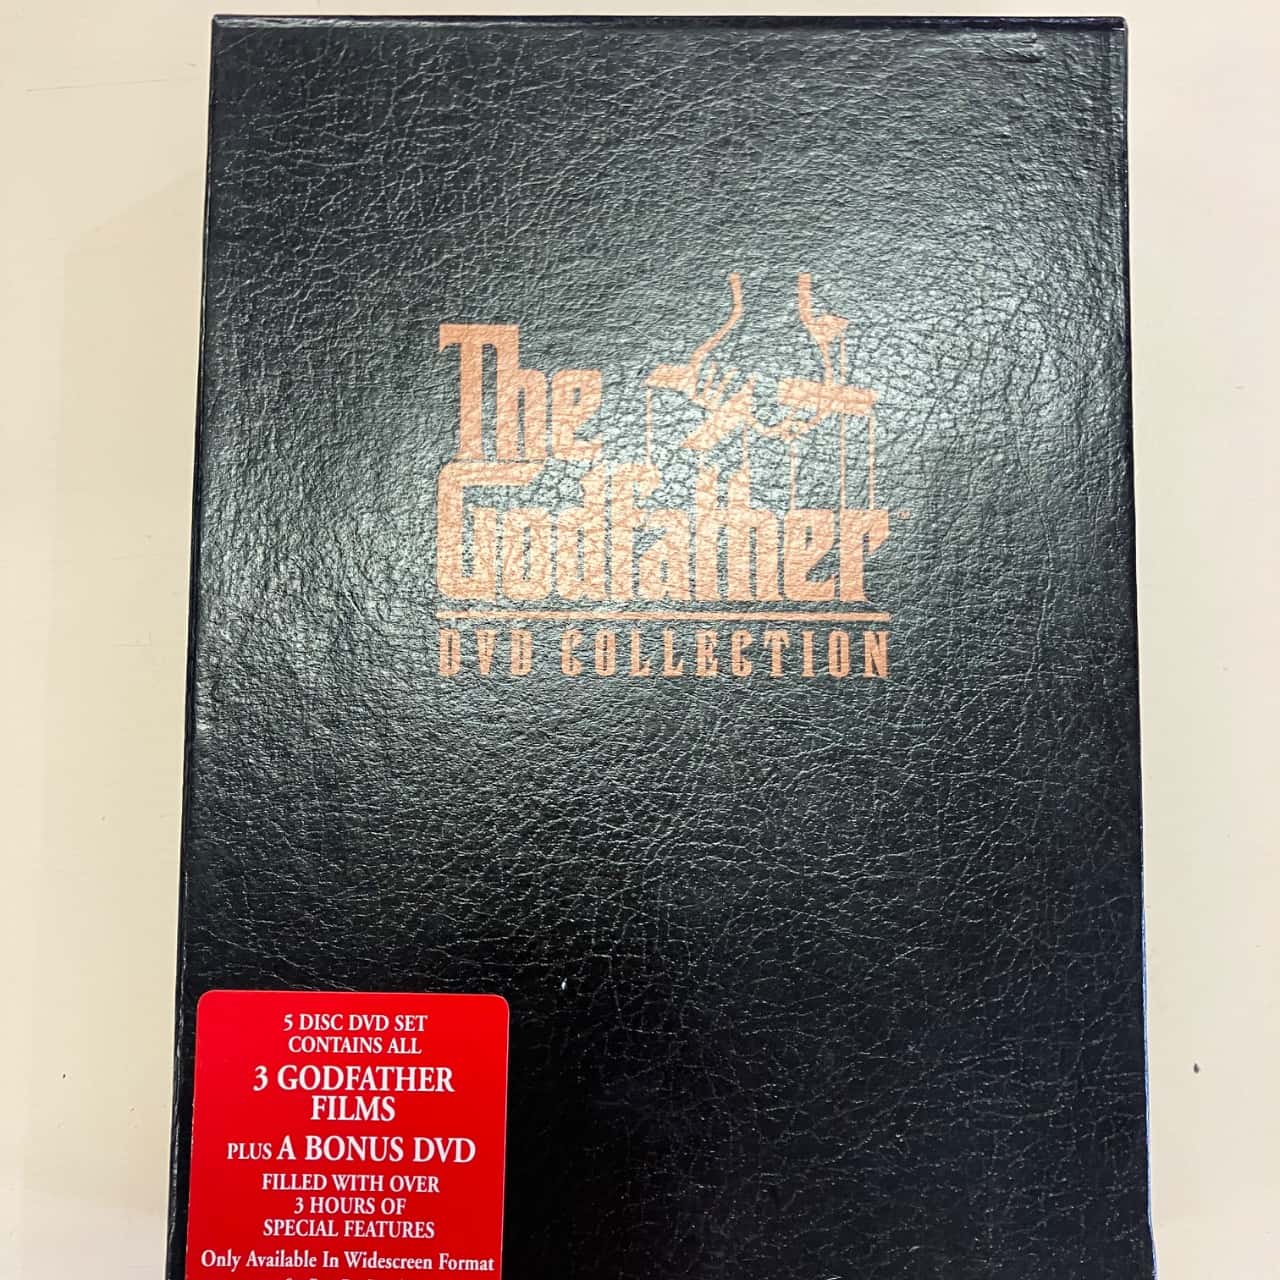 The
Godfather™
DVD COLLECTION
5 DISC DVD SET
CONTAINS ALL
3 GODFATHER
FILMS
PLUS A BONUS DVD
FILLED WITH OVER
3 HOURS OF
SPECIAL FEATURES
Only Available In Widescreen Format